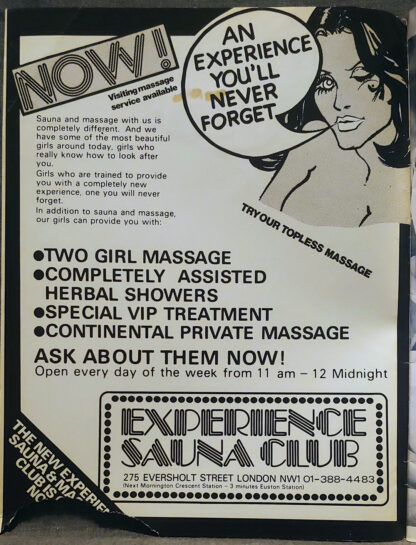 NOW!
Visiting massage
service available
AN
EXPERIENCE
YOU'LL
NEVER
FORGET
Sauna and massage with us is
completely different. And we
have some of the most beautiful
girls around today, girls who
really know how to look after
you.
Girls who are trained to provide
you with a completely new
experience, one you will never
forget.
In addition to sauna and massage,
our girls can provide you with:
TRY OUR TOPLESS MASSAGE
●TWO GIRL MASSAGE
●COMPLETELY ASSISTED
HERBAL SHOWERS
●SPECIAL VIP TREATMENT
●CONTINENTAL PRIVATE MASSAGE
ASK ABOUT THEM NOW!
Open every day of the week from 11 am – 12 Midnight
EXPERIENCE
SAUNA CLUB
275 EVERSHOLT STREET LONDON NW1 01-388-4483
(Next Mornington Crescent Station - 3 minutes Euston Station)
THE NEW EXPERIE
SAUNA & MA
CLUB IS
NO